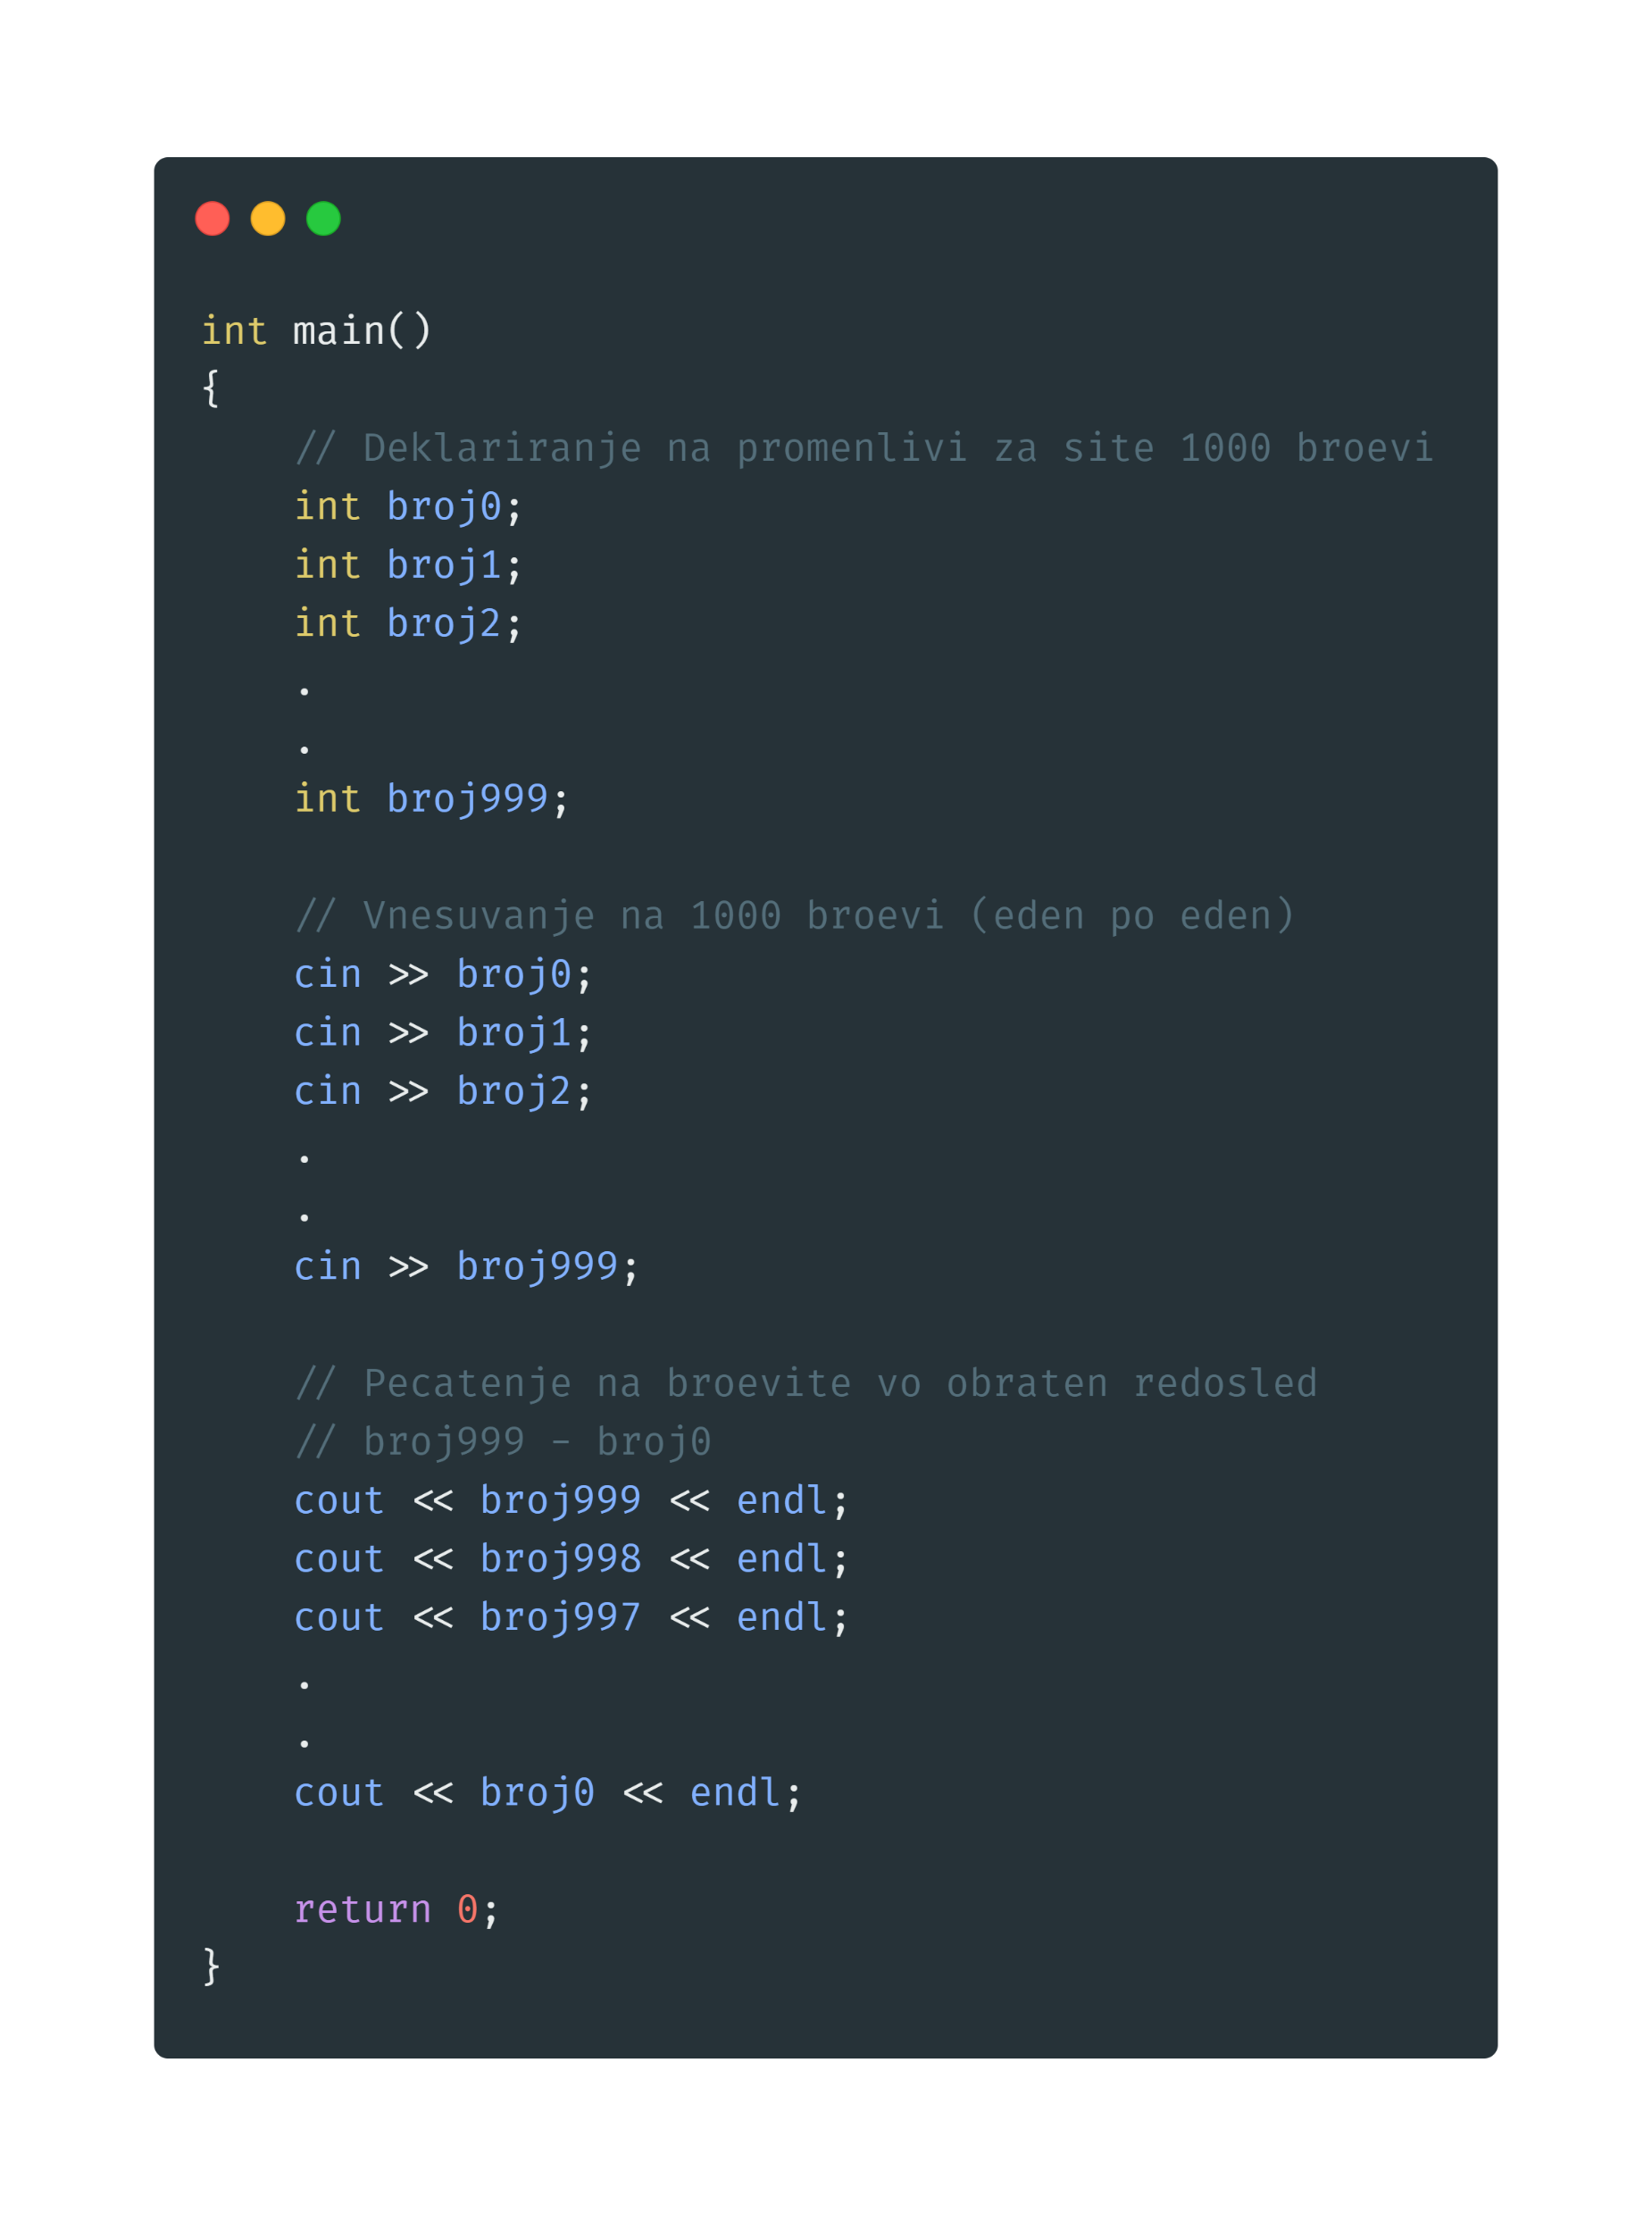 int main()
{
// Deklariranje na promenlivi za site 1000 broevi
int broj0;
int broj1;
int broj2;
.
.
int broj999;
// Vnesuvanje na 1000 broevi (eden po eden)
cin >> broj0;
cin >> broj1;
cin >> broj2;
.
.
cin >> broj999;
// Pecatenje na broevite vo obraten redosled
// broj999 - broj0
cout << broj999 << endl;
cout << broj998 << endl;
cout << broj997 << endl;
.
.
cout << broj0 << endl;
return 0;
}